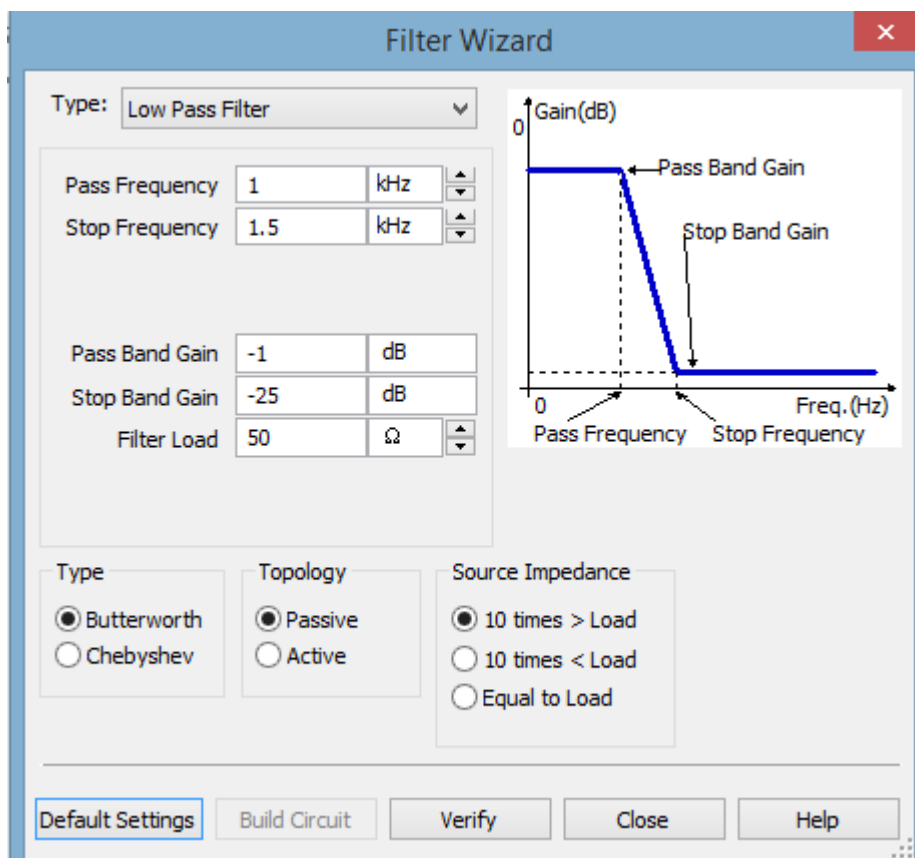 Filter Wizard
Type: Low Pass Filter
Pass Frequency 1 kHz
Stop Frequency 1.5 kHz
Pass Band Gain -1 dB
Stop Band Gain -25 dB
Filter Load 50 Ω
Gain(dB)
0
Pass Band Gain
Stop Band Gain
0 Freq.(Hz)
Pass Frequency Stop Frequency
Type
Butterworth
Chebyshev
Topology
Passive
Active
Source Impedance
10 times > Load
10 times < Load
Equal to Load
Default Settings Build Circuit Verify Close Help